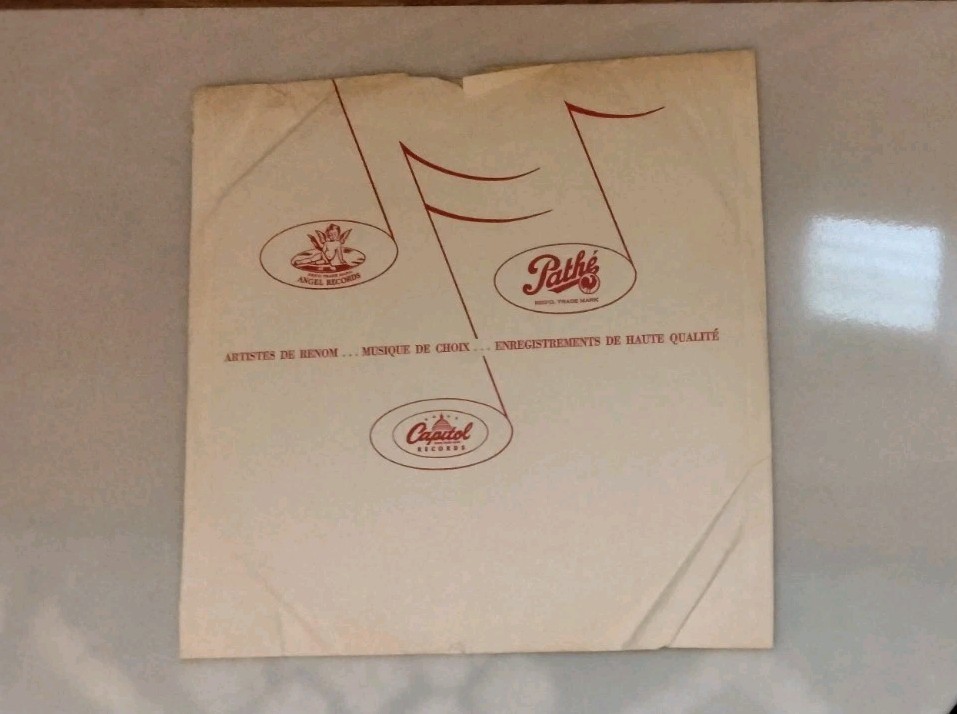 ANGEL RECORDS
Pathé
REG'D. TRADE MARK
ARTISTES DE RENOM ... MUSIQUE DE CHOIX ... ENREGISTREMENTS DE HAUTE QUALITÉ
Capitol
RECORDS